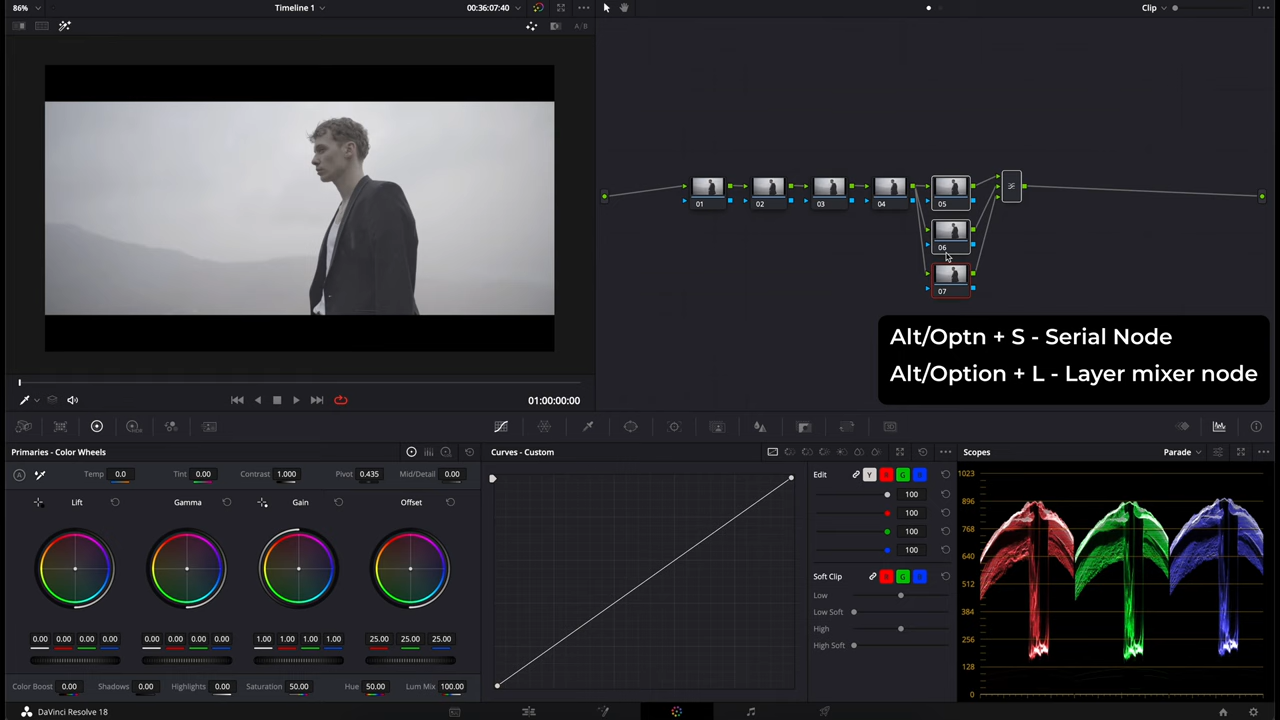 86%
Timeline 1
00:36:07:40
Clip
A/B
01
02
03
04
05
06
07
Alt/Optn + S - Serial Node
Alt/Option + L - Layer mixer node
01:00:00:00
Primaries - Color Wheels
Curves - Custom
Scopes
Parade
A
Temp 0.0
Tint 0.00
Contrast 1.000
Pivot 0.435
Mid/Detail 0.00
Lift
Gamma
Gain
Offset
0.00 0.00 0.00 0.00
0.00 0.00 0.00 0.00
1.00 1.00 1.00 1.00
25.00 25.00 25.00
Color Boost 0.00
Shadows 0.00
Highlights 0.00
Saturation 50.00
Hue 50.00
Lum Mix 100.00
Edit
Y
100
100
100
100
Soft Clip
Low
Low Soft
High
High Soft
1023
896
768
640
512
384
256
128
0
DaVinci Resolve 18